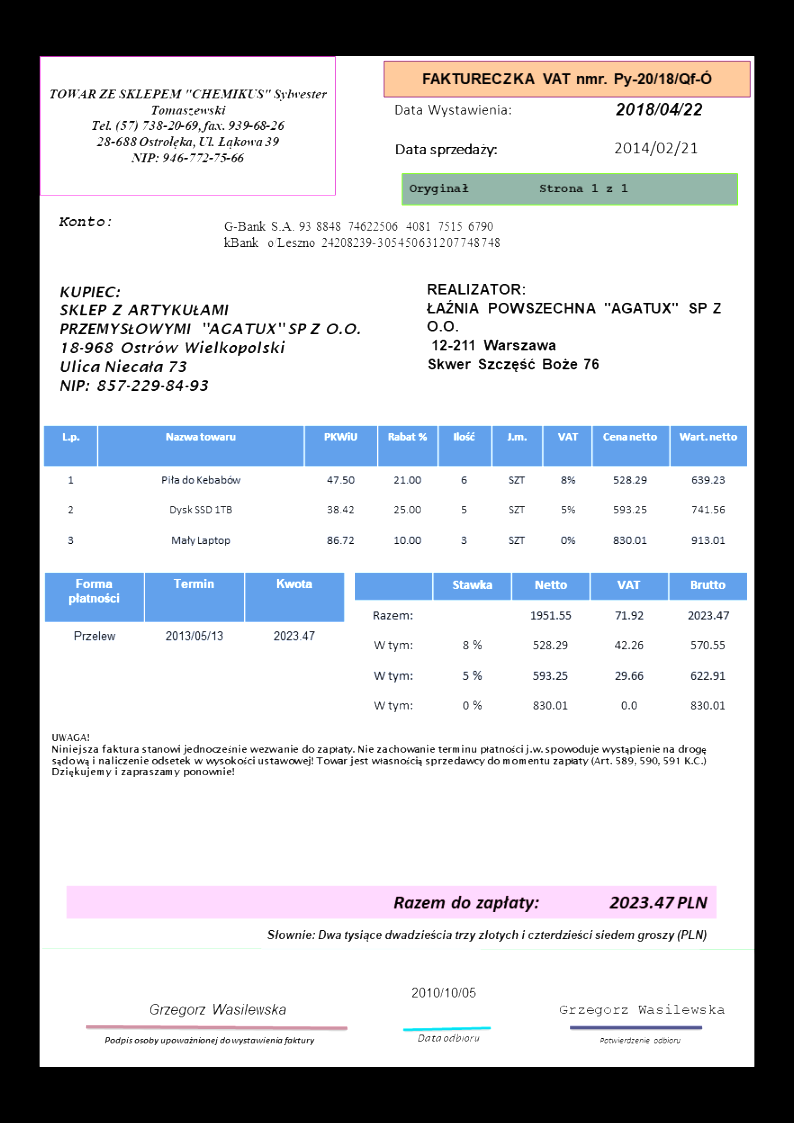 TOWAR ZE SKLEPEM "CHEMIKUS" Sylwester
Tomaszewski
Tel. (57) 738-20-69, fax. 939-68-26
28-688 Ostrołęka, Ul. Łąkowa 39
NIP: 946-772-75-66
FAKTURECZKA VAT nmr. Py-20/18/Qf-Ó
Data Wystawienia: 2018/04/22
Data sprzedaży: 2014/02/21
Oryginał Strona 1 z 1
Konto:
G-Bank S.A. 93 8848 74622506 4081 7515 6790
kBank o Leszno 24208239-305450631207748748
KUPIEC:
SKLEP Z ARTYKUŁAMI
PRZEMYSŁOWYMI "AGATUX" SP Z O.O.
18-968 Ostrów Wielkopolski
Ulica Niecała 73
NIP: 857-229-84-93
REALIZATOR:
ŁAŹNIA POWSZECHNA "AGATUX" SP Z
O.O.
12-211 Warszawa
Skwer Szczęść Boże 76
L.p. Nazwa towaru PKWiU Rabat % Ilość J.m. VAT Cena netto Wart. netto
1 Piła do Kebabów 47.50 21.00 6 SZT 8% 528.29 639.23
2 Dysk SSD 1TB 38.42 25.00 5 SZT 5% 593.25 741.56
3 Mały Laptop 86.72 10.00 3 SZT 0% 830.01 913.01
Forma
płatności Termin Kwota
Przelew 2013/05/13 2023.47
Stawka Netto VAT Brutto
Razem: 1951.55 71.92 2023.47
W tym: 8 % 528.29 42.26 570.55
W tym: 5 % 593.25 29.66 622.91
W tym: 0 % 830.01 0.0 830.01
UWAGA!
Niniejsza faktura stanowi jednocześnie wezwanie do zapłaty. Nie zachowanie terminu płatności j.w. spowoduje wystąpienie na drogę
sądową i naliczenie odsetek w wysokości ustawowej! Towar jest własnością sprzedawcy do momentu zapłaty (Art. 589, 590, 591 K.C.)
Dziękujemy i zapraszamy ponownie!
Razem do zapłaty: 2023.47 PLN
Słownie: Dwa tysiące dwadzieścia trzy złotych i czterdzieści siedem groszy (PLN)
Grzegorz Wasilewska
Podpis osoby upoważnionej do wystawienia faktury
2010/10/05
Data odbioru
Grzegorz Wasilewska
Potwierdzenie odbioru